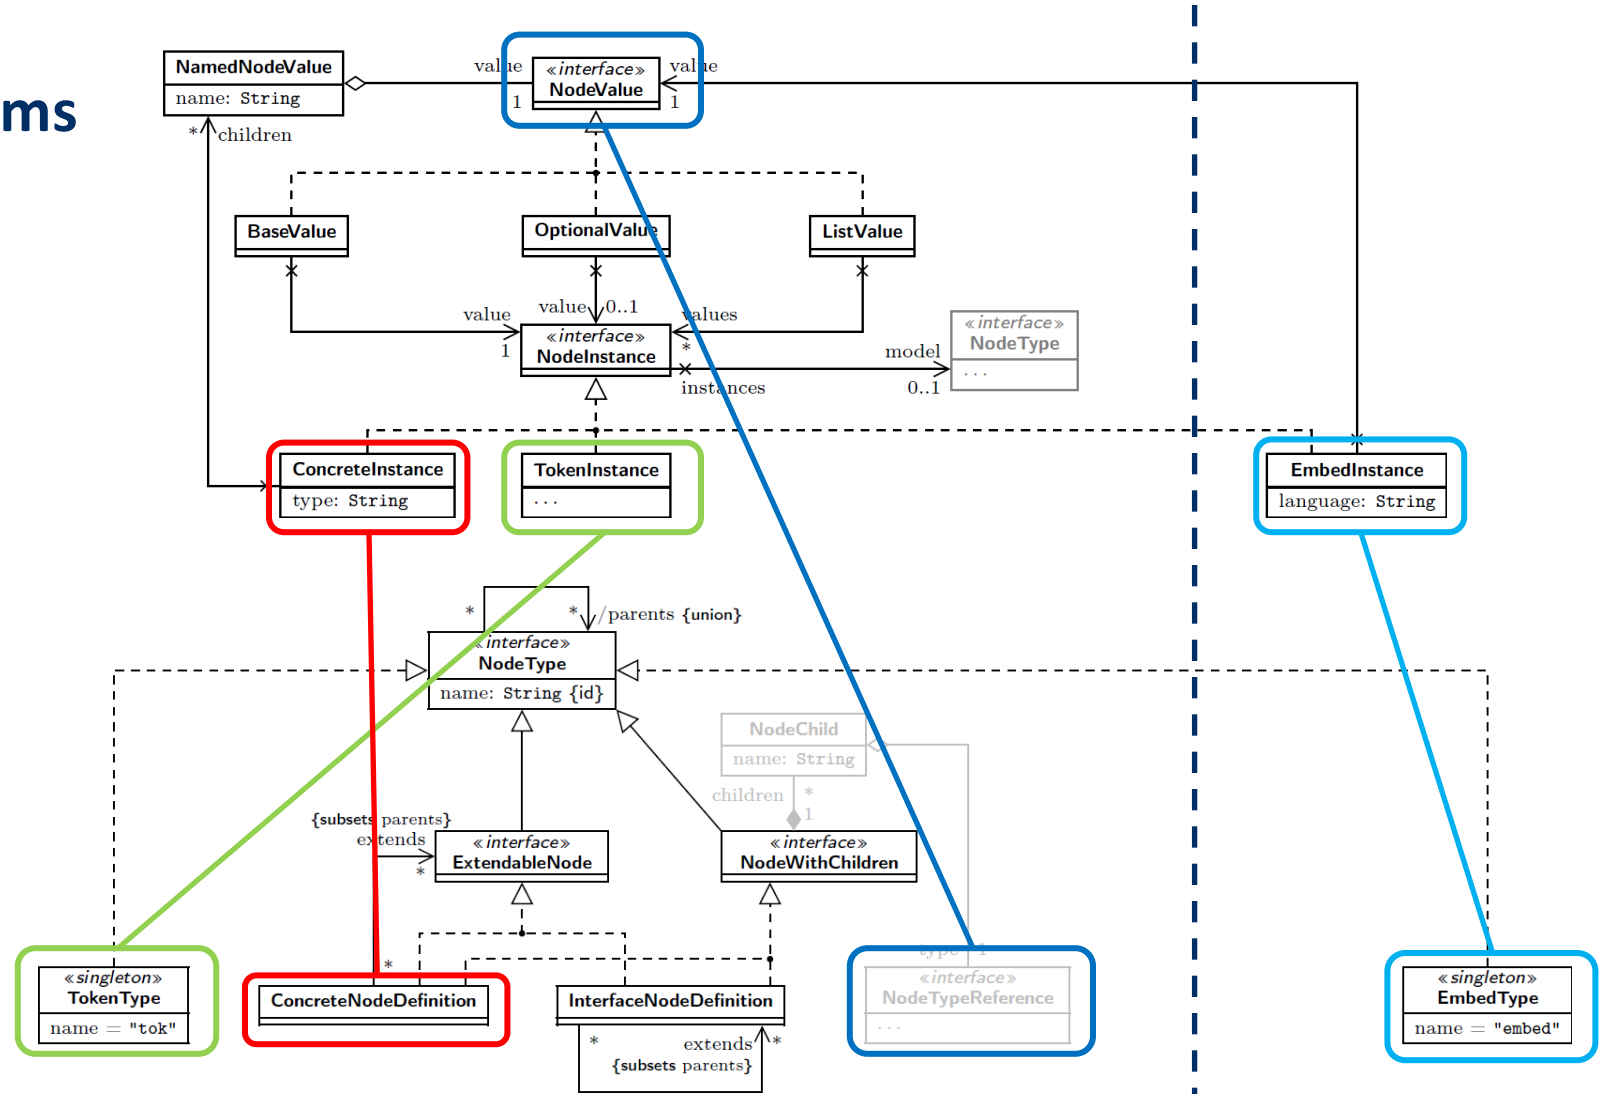 ms
NamedNodeValue
name: String
value
1
«interface»
NodeValue
value
1
* children
BaseValue
OptionalValue
ListValue
value
1
value 0..1
values
*
«interface»
NodeInstance
instances
model
0..1
«interface»
NodeType
...
ConcreteInstance
type: String
TokenInstance
...
EmbedInstance
language: String
* * /parents {union}
«interface»
NodeType
name: String {id}
NodeChild
name: String
children *
1
{subsets parents}
extends
*
«interface»
ExtendableNode
«interface»
NodeWithChildren
type 1
*
«singleton»
TokenType
name = "tok"
ConcreteNodeDefinition
InterfaceNodeDefinition
* extends *
{subsets parents}
«interface»
NodeTypeReference
...
«singleton»
EmbedType
name = "embed"